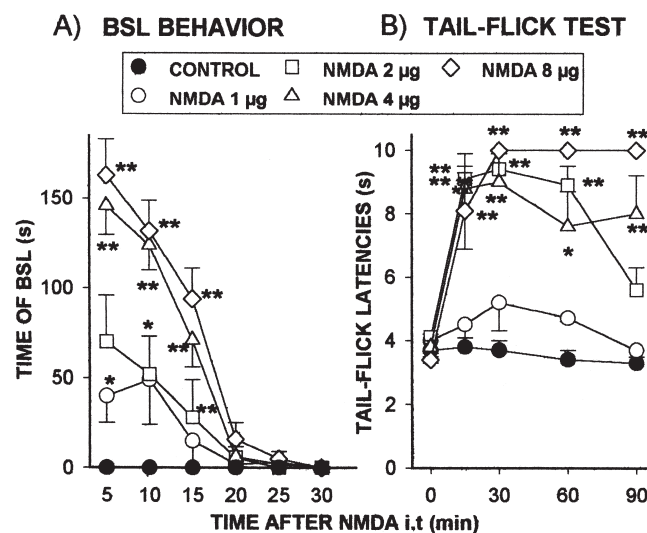 A) BSL BEHAVIOR
B) TAIL-FLICK TEST
CONTROL NMDA 2 µg NMDA 8 µg
NMDA 1 µg NMDA 4 µg
TIME OF BSL (s)
150
100
50
0
5 10 15 20 25 30
** ** ** ** ** ** * * **
TAIL-FLICK LATENCIES (s)
10
8
6
4
2
0
0 30 60 90
** ** ** ** ** ** ** ** ** ** * **
TIME AFTER NMDA i,t (min)